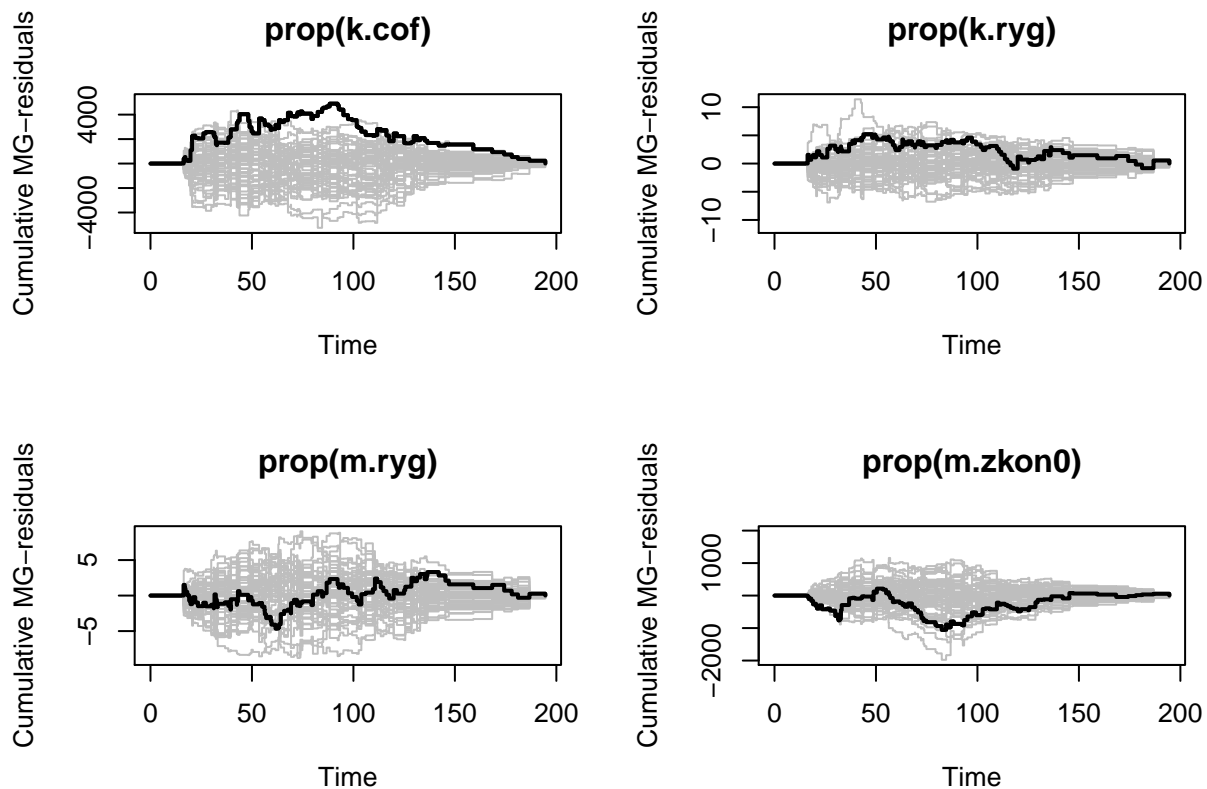 prop(k.cof)
Cumulative MG−residuals
4000
−4000
0 50 100 150 200
Time
prop(k.ryg)
Cumulative MG−residuals
10
0
−10
0 50 100 150 200
Time
prop(m.ryg)
Cumulative MG−residuals
5
−5
0 50 100 150 200
Time
prop(m.zkon0)
Cumulative MG−residuals
1000
−2000
0 50 100 150 200
Time